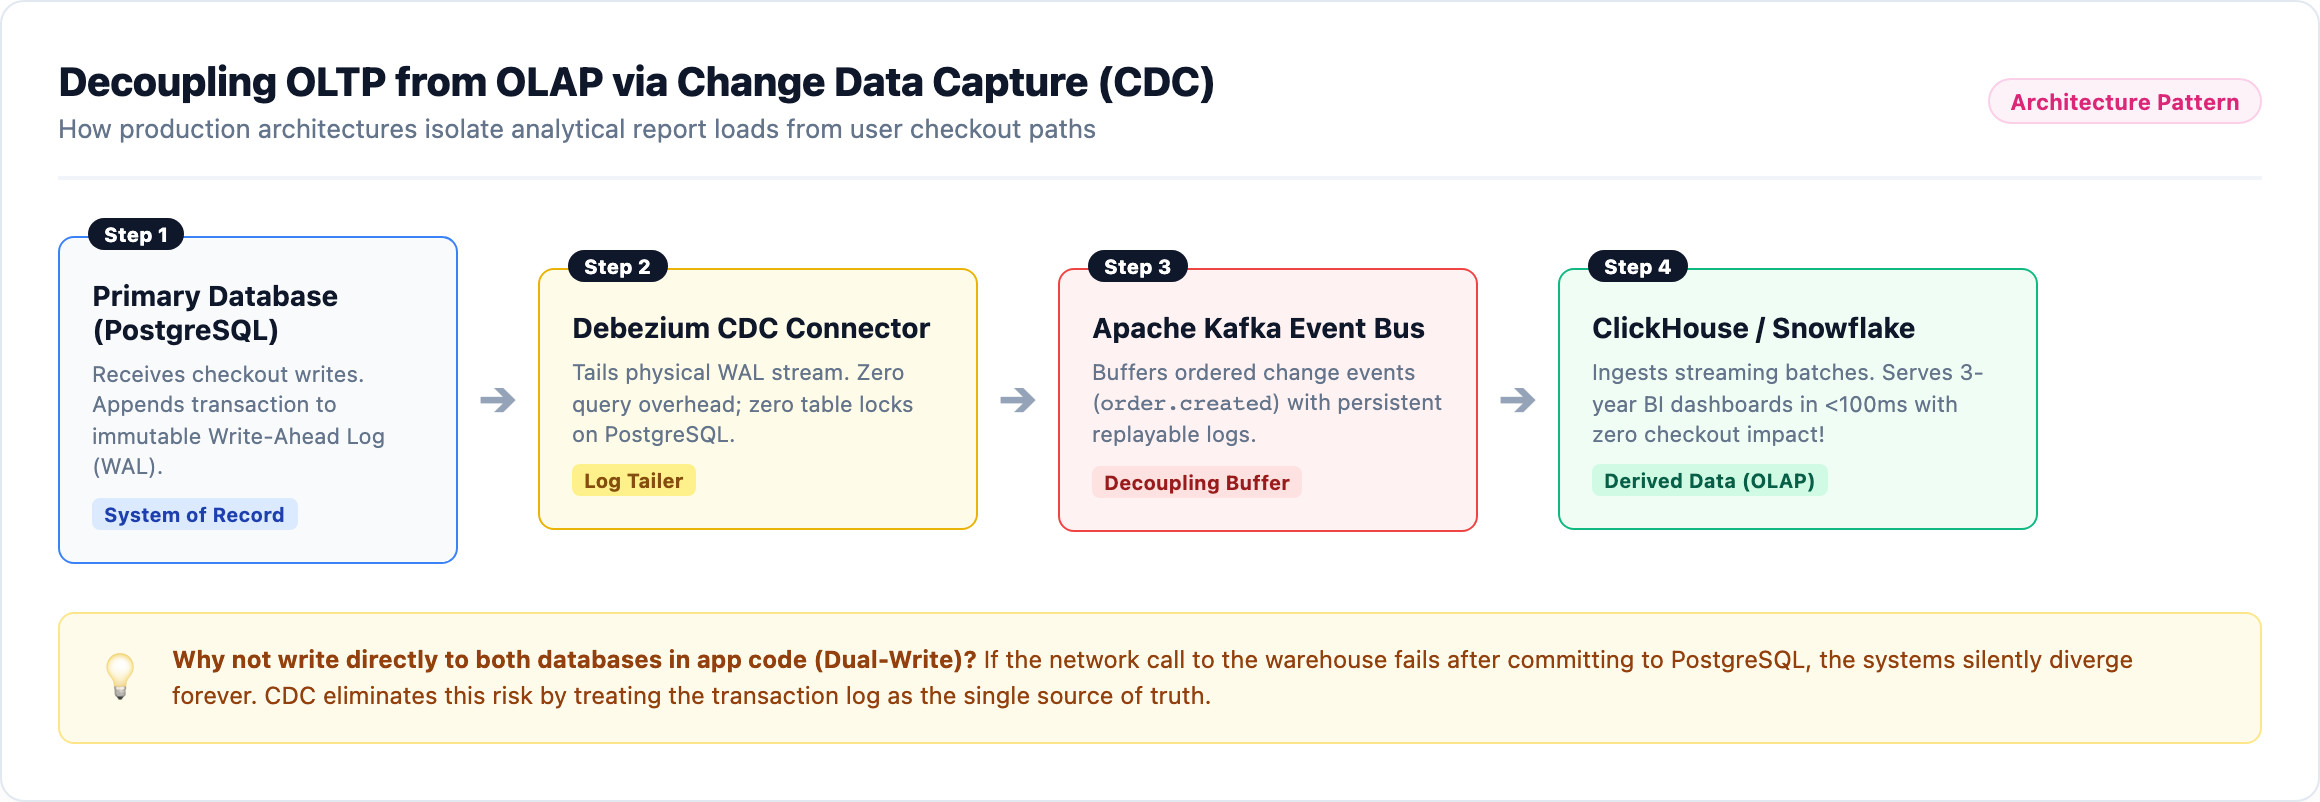 Decoupling OLTP from OLAP via Change Data Capture (CDC)
How production architectures isolate analytical report loads from user checkout paths
Architecture Pattern
Step 1
Primary Database
(PostgreSQL)
Receives checkout writes.
Appends transaction to
immutable Write-Ahead Log
(WAL).
System of Record
Step 2
Debezium CDC Connector
Tails physical WAL stream. Zero
query overhead; zero table locks
on PostgreSQL.
Log Tailer
Step 3
Apache Kafka Event Bus
Buffers ordered change events
(order.created) with persistent
replayable logs.
Decoupling Buffer
Step 4
ClickHouse / Snowflake
Ingests streaming batches. Serves 3-
year BI dashboards in <100ms with
zero checkout impact!
Derived Data (OLAP)
Why not write directly to both databases in app code (Dual-Write)? If the network call to the warehouse fails after committing to PostgreSQL, the systems silently diverge
forever. CDC eliminates this risk by treating the transaction log as the single source of truth.